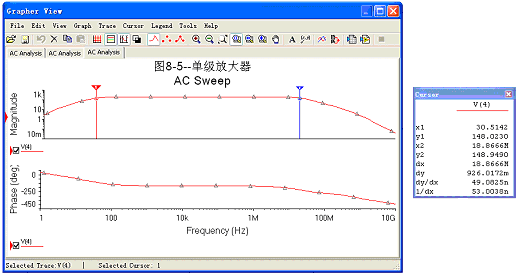 Grapher View
File Edit View Graph Trace Cursor Legend Tools Help
AC Analysis AC Analysis AC Analysis
图8-5--单级放大器
AC Sweep
Magnitude
1k
10
1
10m
V(4)
Phase (deg)
0
-150
-300
-450
1 100 10k 1M 100M 10G
Frequency (Hz)
V(4)
Selected Trace:V(4) Selected Cursor: 1
Cursor
V(4)
x1 30.5142
y1 148.0230
x2 18.8666M
y2 148.9490
dx 18.8666M
dy 926.0172m
dy/dx 49.0825n
1/dx 53.0038n